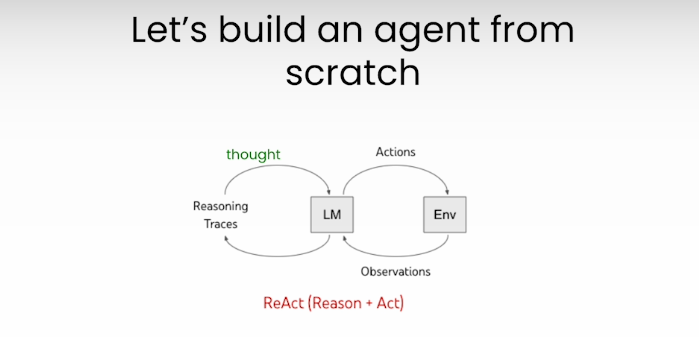 Let's build an agent from
scratch
thought
Actions
Reasoning
Traces
LM
Env
Observations
ReAct (Reason + Act)